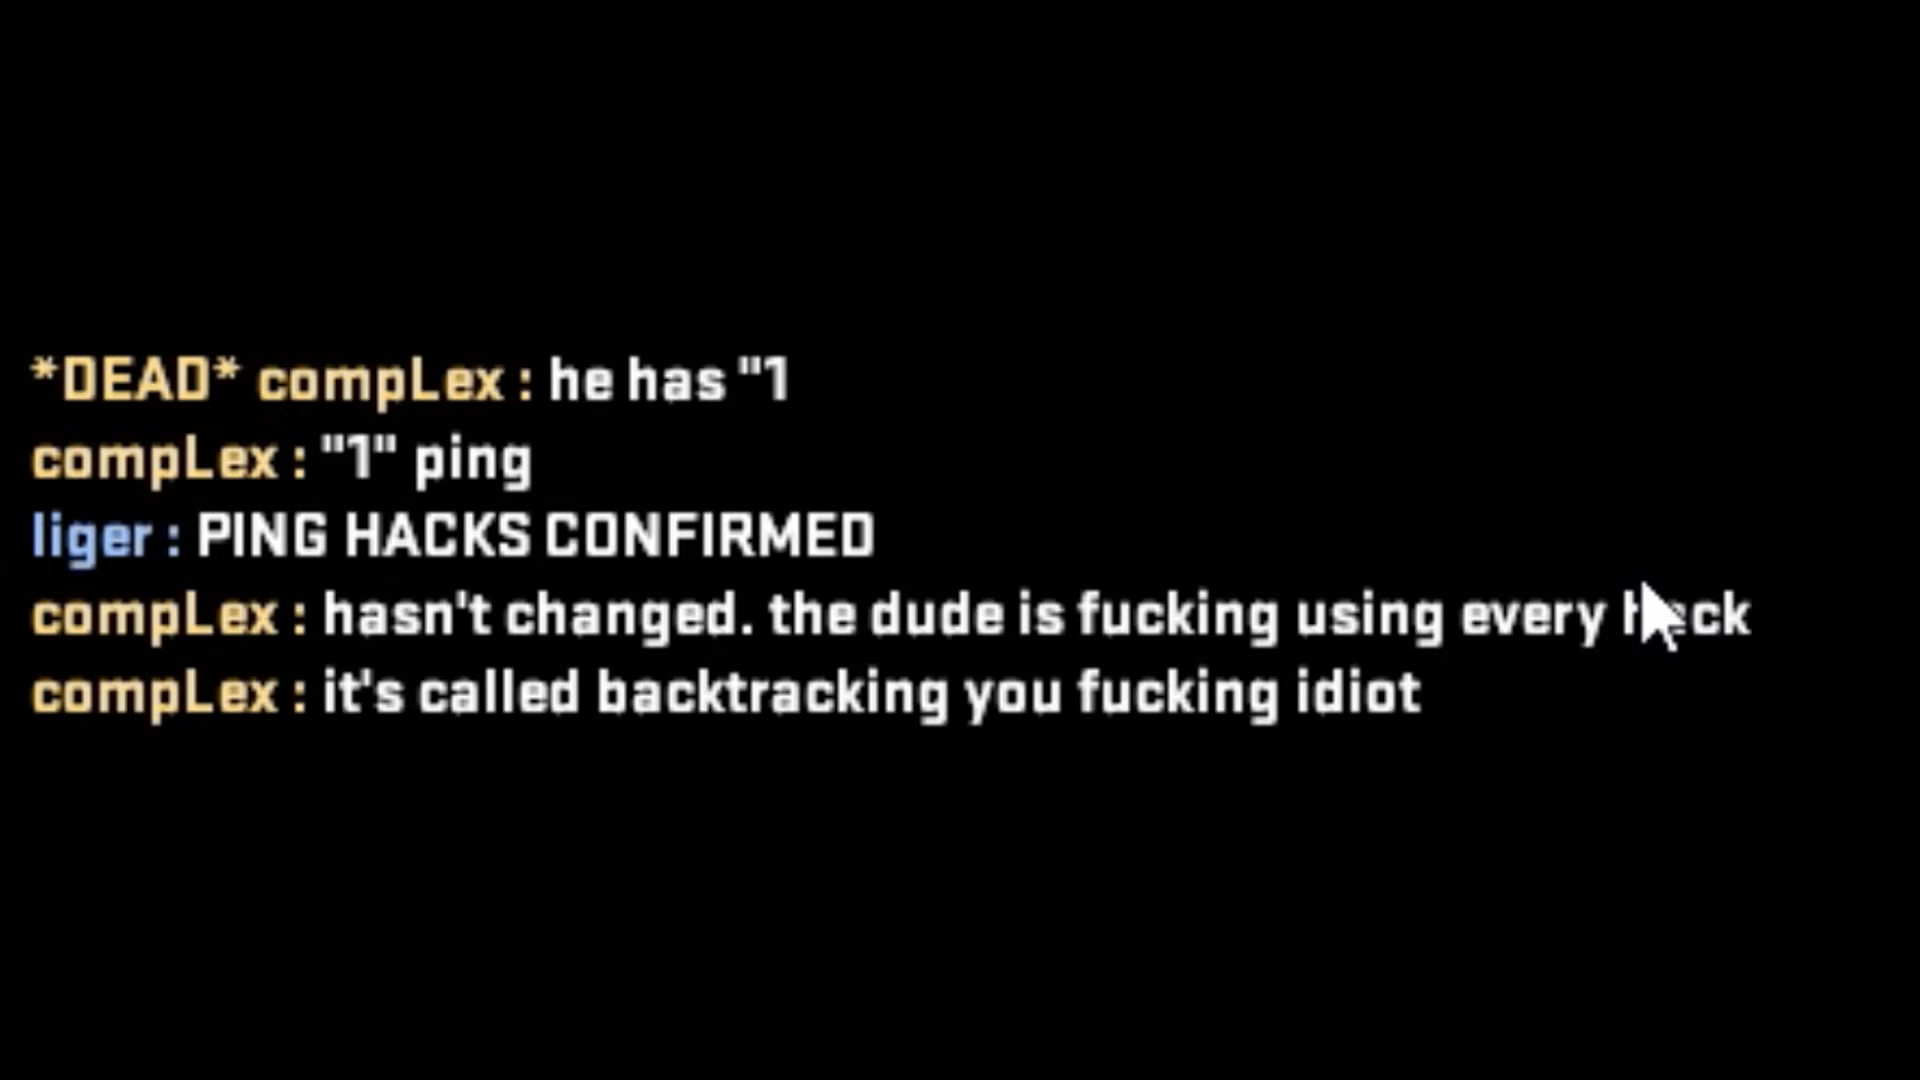 *DEAD* compLex : he has "1
compLex : "1" ping
liger : PING HACKS CONFIRMED
compLex : hasn't changed. the dude is fucking using every hack
compLex : it's called backtracking you fucking idiot